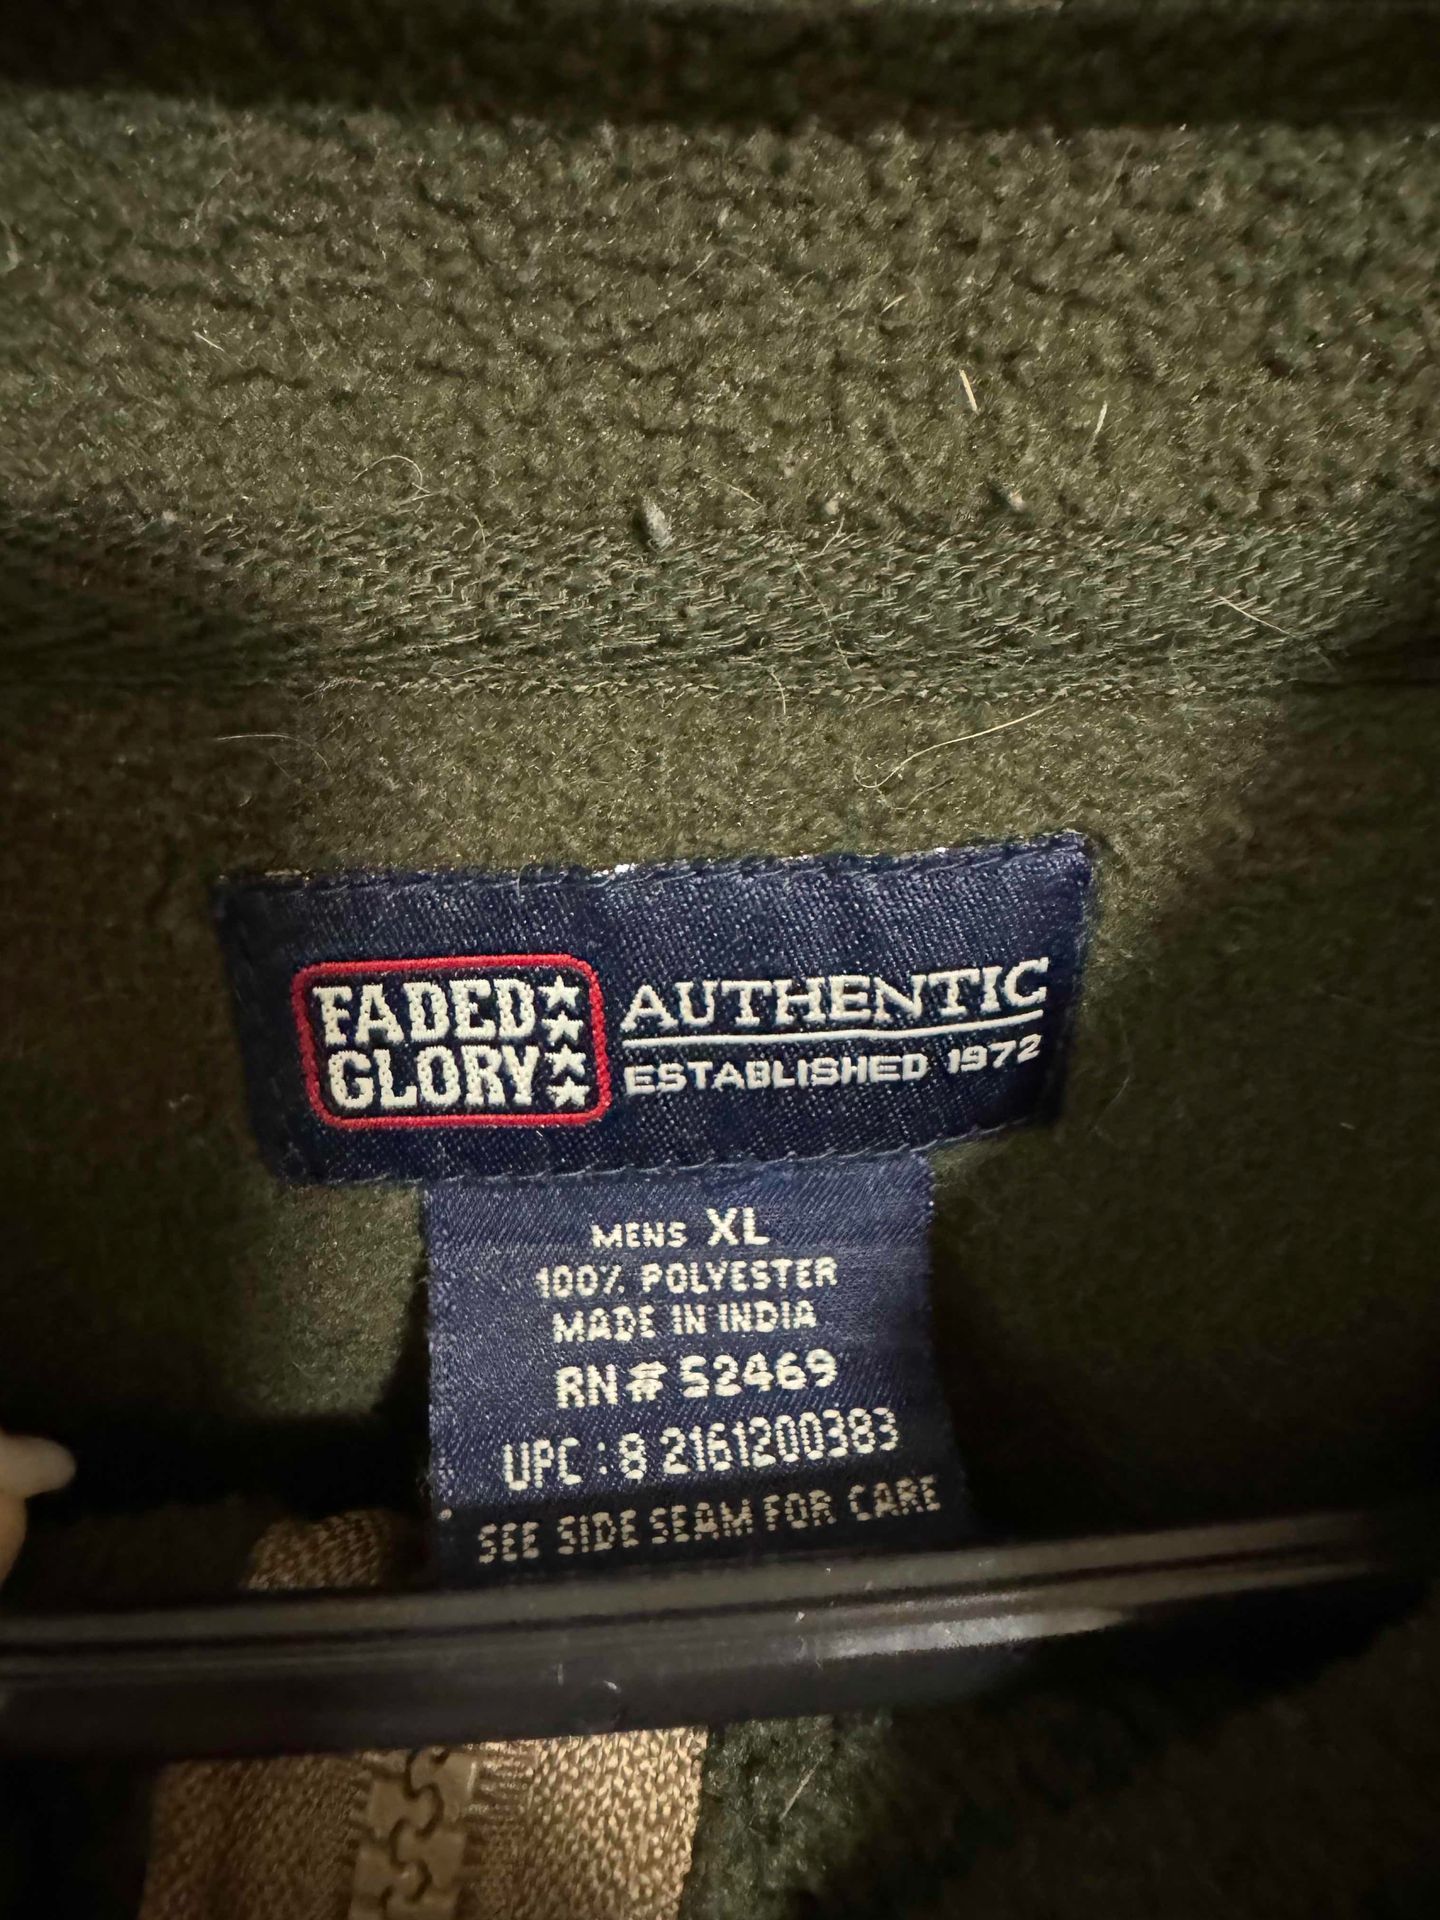 FADED
GLORY
AUTHENTIC
ESTABLISHED 1972
MENS XL
100% POLYESTER
MADE IN INDIA
RN# 52469
UPC : 8 2161200383
SEE SIDE SEAM FOR CARE